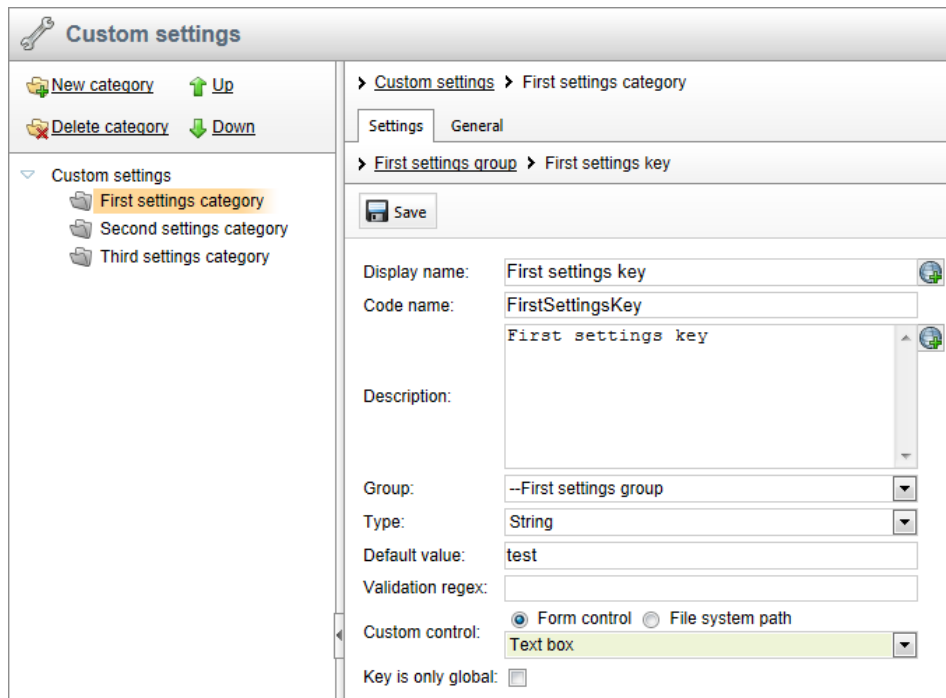 Custom settings
New category Up
Delete category Down
Custom settings
First settings category
Second settings category
Third settings category
Custom settings First settings category
Settings General
First settings group First settings key
Save
Display name: First settings key
Code name: FirstSettingsKey
First settings key
Description:
Group: --First settings group
Type: String
Default value: test
Validation regex:
Form control File system path
Custom control:
Text box
Key is only global: